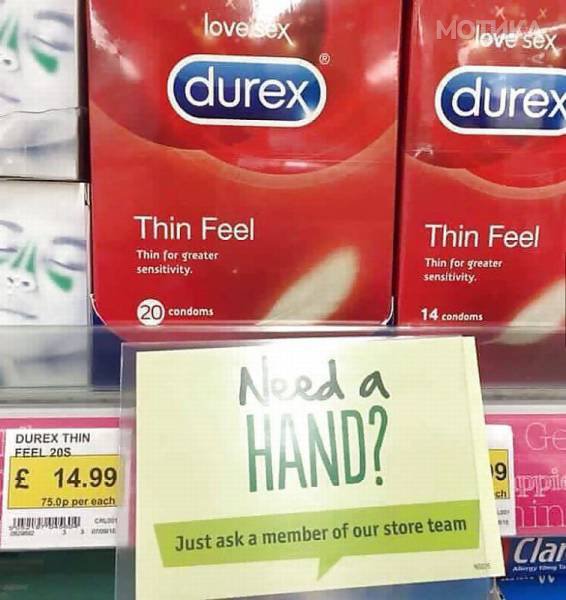 love sex
МОТИКА
love sex
durex®
durex
Thin Feel
Thin for greater
sensitivity.
20 condoms
Thin Feel
Thin for greater
sensitivity.
14 condoms
Need a
HAND?
Just ask a member of our store team
DUREX THIN
FEEL 20S
£ 14.99
75.0p per each